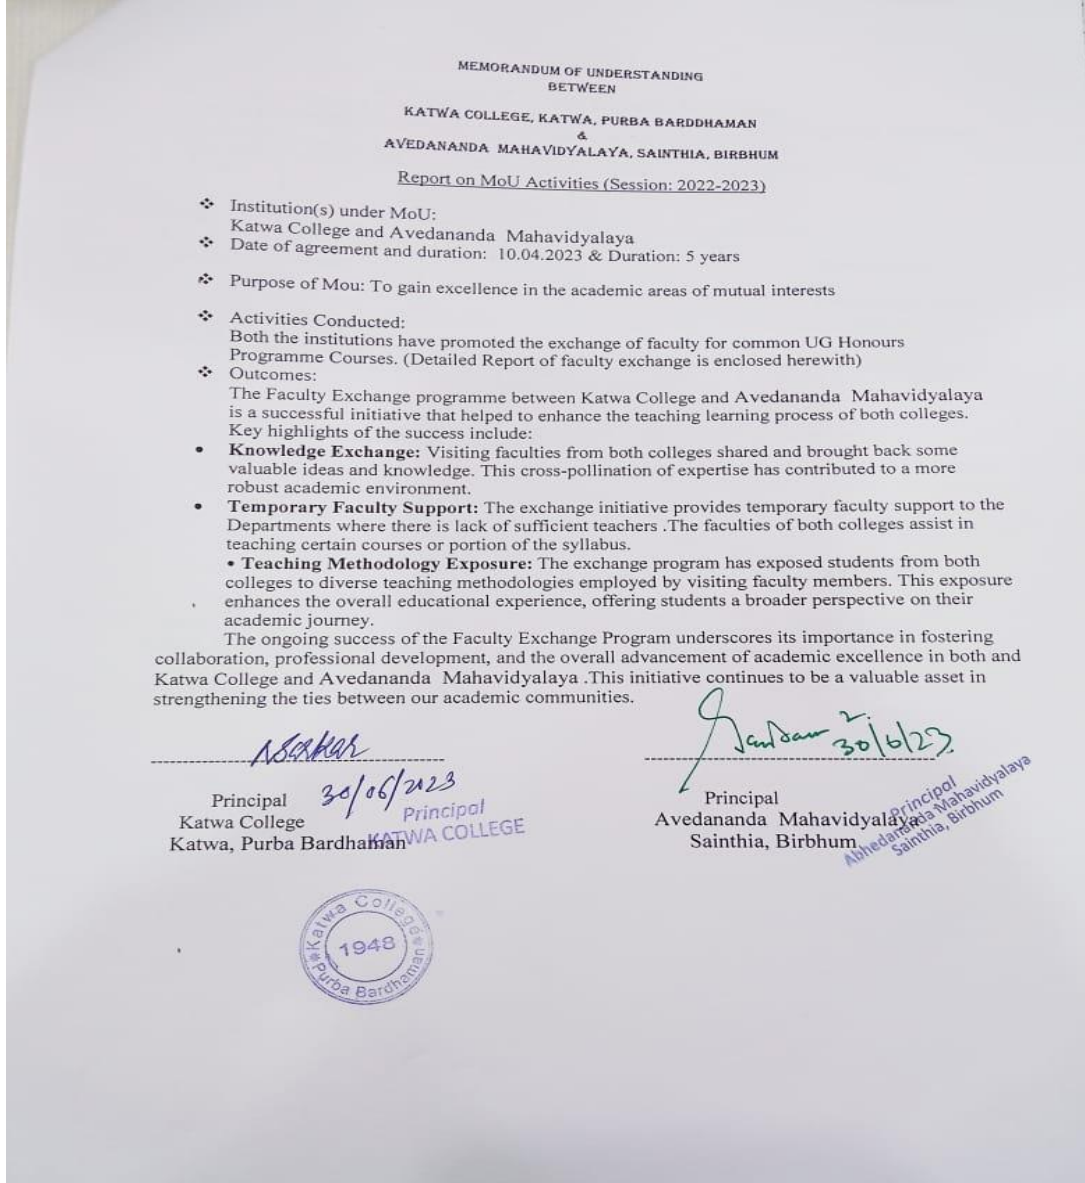 MEMORANDUM OF UNDERSTANDING
BETWEEN
KATWA COLLEGE, KATWA, PURBA BARDDHAMAN
&
AVEDANANDA MAHAVIDYALAYA, SAINTHIA, BIRBHUM
Report on MoU Activities (Session: 2022-2023)
❖ Institution(s) under MoU:
Katwa College and Avedananda Mahavidyalaya
❖ Date of agreement and duration: 10.04.2023 & Duration: 5 years
❖ Purpose of Mou: To gain excellence in the academic areas of mutual interests
❖ Activities Conducted:
Both the institutions have promoted the exchange of faculty for common UG Honours
Programme Courses. (Detailed Report of faculty exchange is enclosed herewith)
❖ Outcomes:
The Faculty Exchange programme between Katwa College and Avedananda Mahavidyalaya
is a successful initiative that helped to enhance the teaching learning process of both colleges.
Key highlights of the success include:
• Knowledge Exchange: Visiting faculties from both colleges shared and brought back some
valuable ideas and knowledge. This cross-pollination of expertise has contributed to a more
robust academic environment.
• Temporary Faculty Support: The exchange initiative provides temporary faculty support to the
Departments where there is lack of sufficient teachers .The faculties of both colleges assist in
teaching certain courses or portion of the syllabus.
• Teaching Methodology Exposure: The exchange program has exposed students from both
colleges to diverse teaching methodologies employed by visiting faculty members. This exposure
enhances the overall educational experience, offering students a broader perspective on their
academic journey.
The ongoing success of the Faculty Exchange Program underscores its importance in fostering
collaboration, professional development, and the overall advancement of academic excellence in both and
Katwa College and Avedananda Mahavidyalaya .This initiative continues to be a valuable asset in
strengthening the ties between our academic communities.
30/06/2023
Principal
Katwa College
Katwa, Purba Bardhaman
Principal
KATWA COLLEGE
30/6/23
Principal
Avedananda Mahavidyalaya
Sainthia, Birbhum
Principal
Abhedananda Mahavidyalaya
Sainthia, Birbhum
Katwa College
1948
Purba Bardhaman